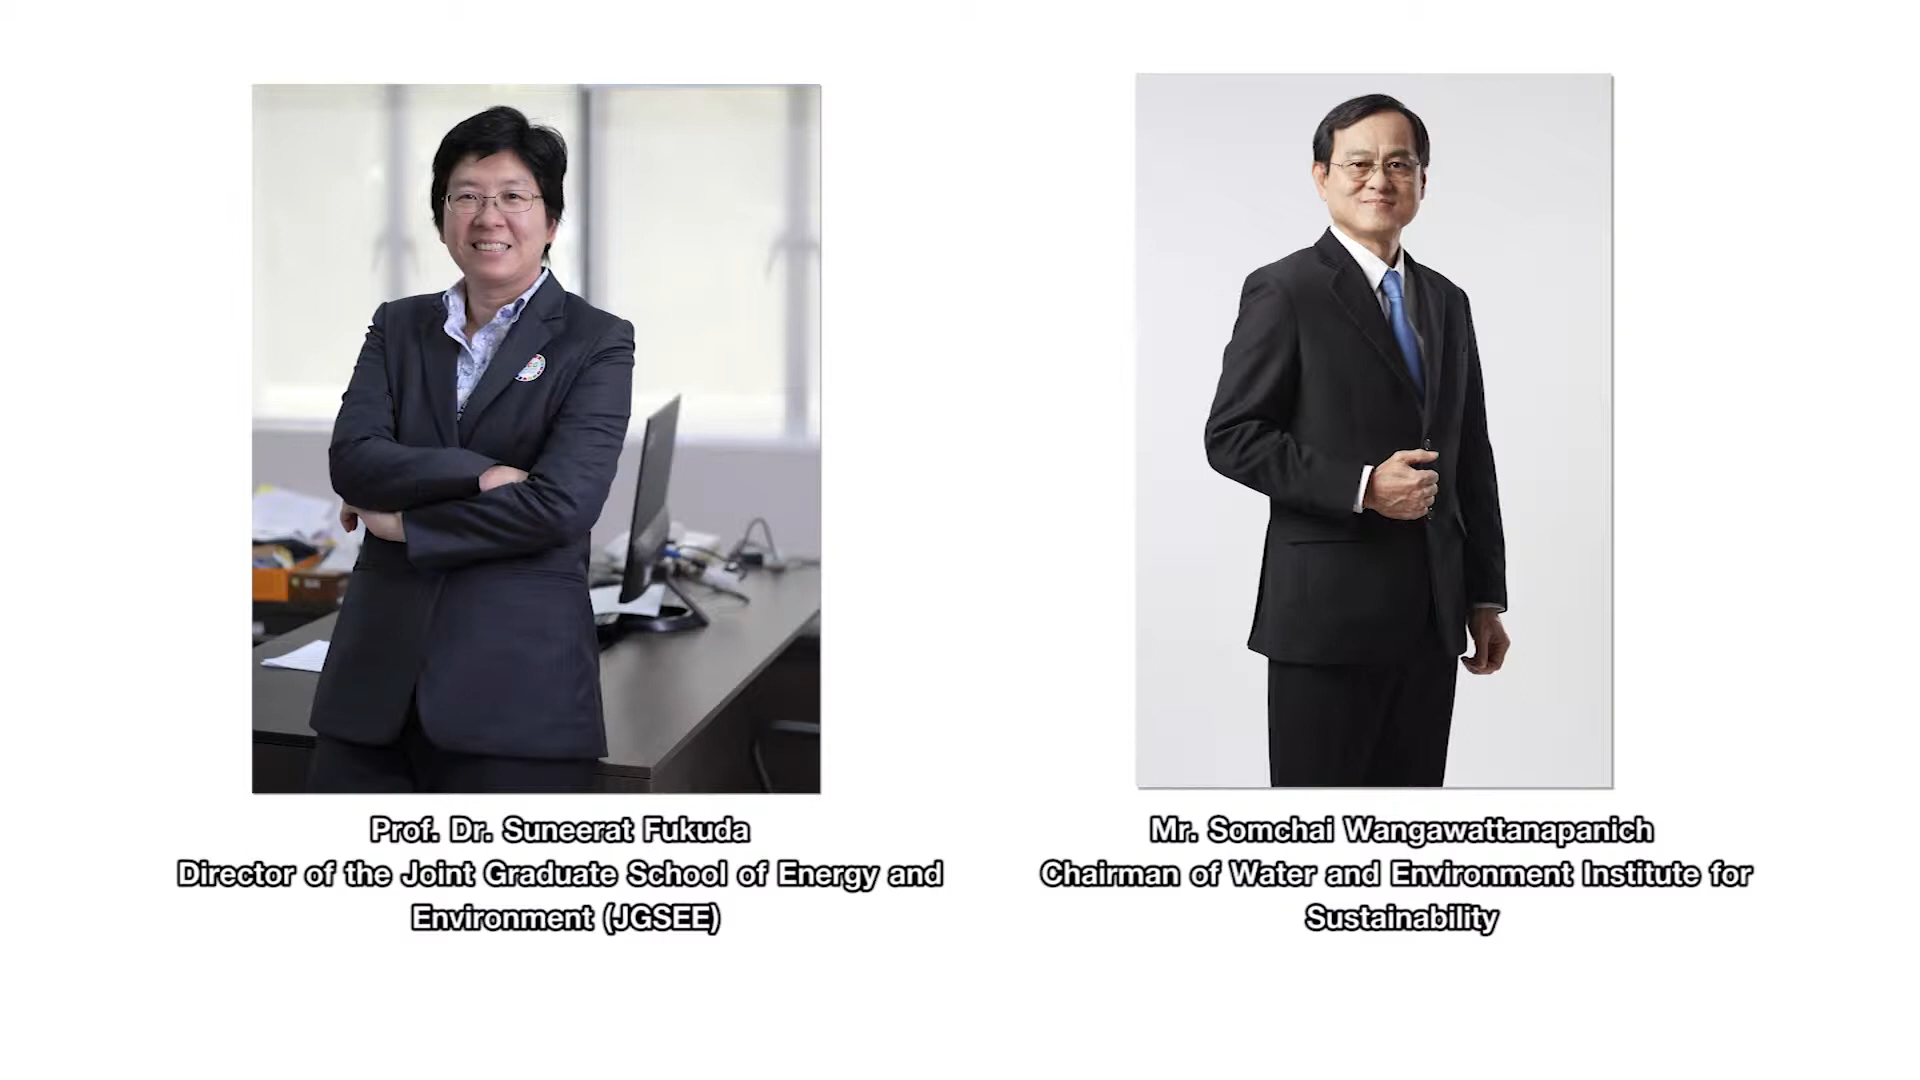 Prof. Dr. Suneerat Fukuda
Director of the Joint Graduate School of Energy and
Environment (JGSEE)
Mr. Somchai Wangawattanapanich
Chairman of Water and Environment Institute for
Sustainability